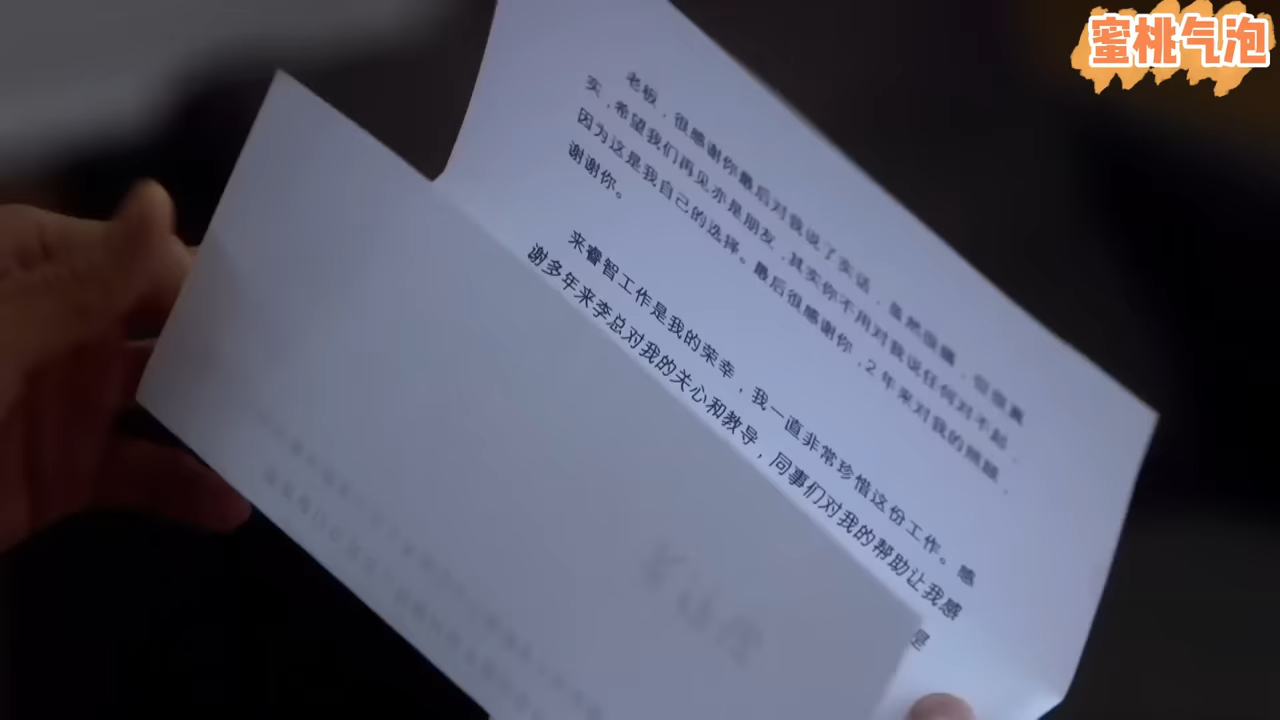 蜜桃气泡
老板，很感谢你最后对我说了实话，虽然很痛，但很真
实，希望我们再见亦是朋友，其实你不用对我说任何对不起，
因为这是我自己的选择。最后很感谢你，2年来对我的照顾，
谢谢你。
来睿智工作是我的荣幸，我一直非常珍惜这份工作。感
谢多年来李总对我的关心和教导，同事们对我的帮助让我感
是